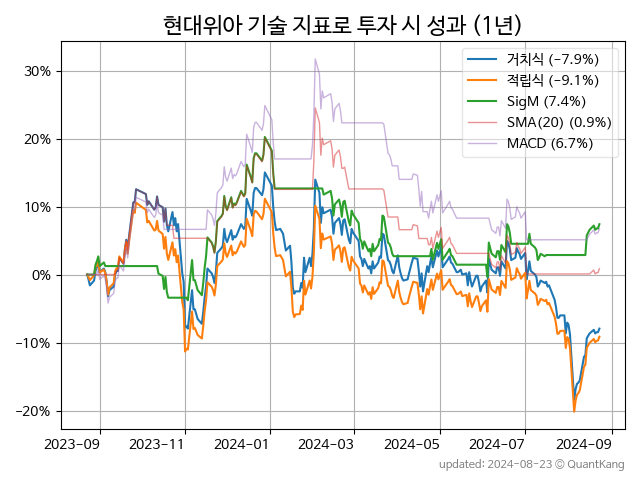 현대위아 기술 지표로 투자 시 성과 (1년)
거치식 (−7.9%)
적립식 (−9.1%)
SigM (7.4%)
SMA(20) (0.9%)
MACD (6.7%)
30%
20%
10%
0%
−10%
−20%
2023-09 2023-11 2024-01 2024-03 2024-05 2024-07 2024-09
updated: 2024-08-23 © QuantKang